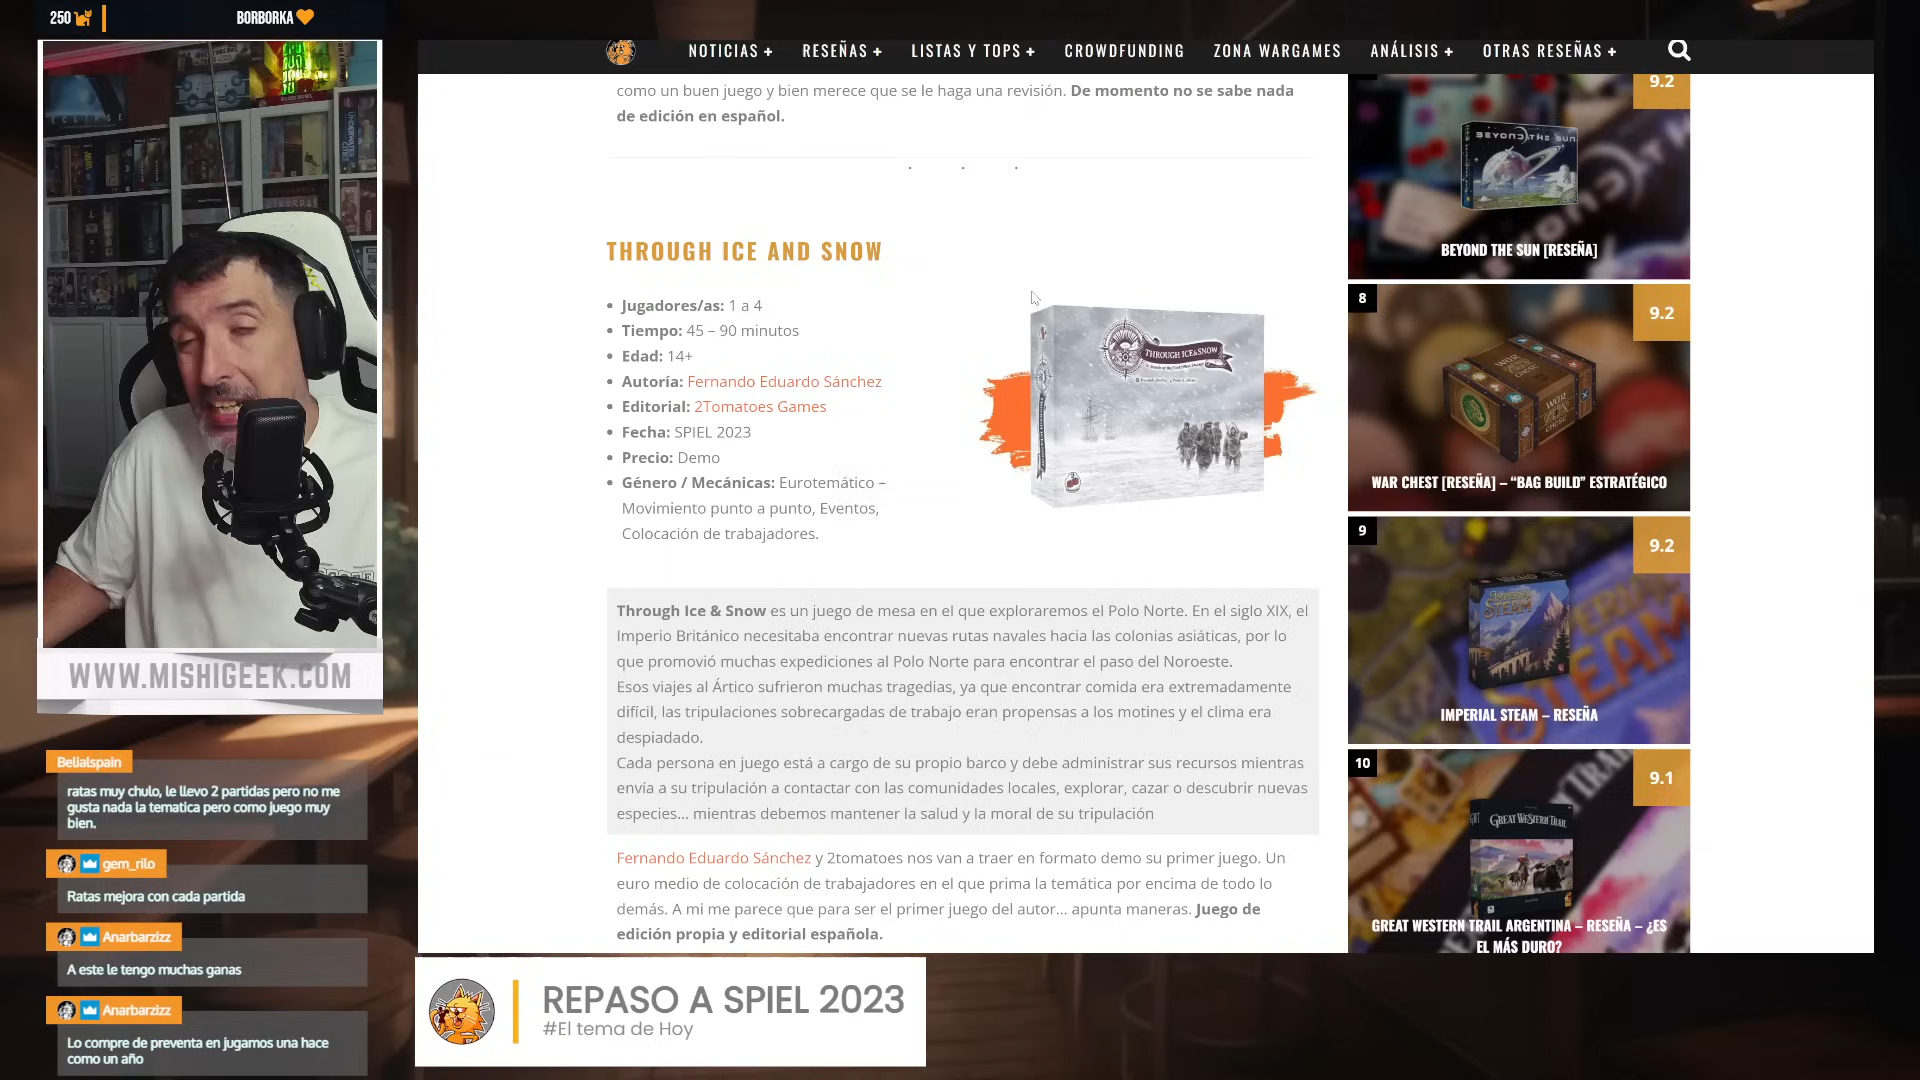 250
BORBORKA
NOTICIAS + RESEÑAS + LISTAS Y TOPS + CROWDFUNDING ZONA WARGAMES ANÁLISIS + OTRAS RESEÑAS +
ECLIPSE
WWW.MISHIGEEK.COM
como un buen juego y bien merece que se le haga una revisión. De momento no se sabe nada
de edición en español.
THROUGH ICE AND SNOW
Jugadores/as: 1 a 4
Tiempo: 45 – 90 minutos
Edad: 14+
Autoría: Fernando Eduardo Sánchez
Editorial: 2Tomatoes Games
Fecha: SPIEL 2023
Precio: Demo
Género / Mecánicas: Eurotemático –
Movimiento punto a punto, Eventos,
Colocación de trabajadores.
THROUGH ICE & SNOW
Through Ice & Snow es un juego de mesa en el que exploraremos el Polo Norte. En el siglo XIX, el
Imperio Británico necesitaba encontrar nuevas rutas navales hacia las colonias asiáticas, por lo
que promovió muchas expediciones al Polo Norte para encontrar el paso del Noroeste.
Esos viajes al Ártico sufrieron muchas tragedias, ya que encontrar comida era extremadamente
difícil, las tripulaciones sobrecargadas de trabajo eran propensas a los motines y el clima era
despiadado.
Cada persona en juego está a cargo de su propio barco y debe administrar sus recursos mientras
envía a su tripulación a contactar con las comunidades locales, explorar, cazar o descubrir nuevas
especies... mientras debemos mantener la salud y la moral de su tripulación
Fernando Eduardo Sánchez y 2tomatoes nos van a traer en formato demo su primer juego. Un
euro medio de colocación de trabajadores en el que prima la temática por encima de todo lo
demás. A mi me parece que para ser el primer juego del autor... apunta maneras. Juego de
edición propia y editorial española.
9.2
BEYOND THE SUN
BEYOND THE SUN [RESEÑA]
8
9.2
WAR CHEST
WAR CHEST [RESEÑA] – “BAG BUILD” ESTRATÉGICO
9
9.2
IMPERIAL STEAM
IMPERIAL STEAM – RESEÑA
10
9.1
GREAT WESTERN TRAIL
GREAT WESTERN TRAIL ARGENTINA – RESEÑA – ¿ES
EL MÁS DURO?
Belialspain
ratas muy chulo, le llevo 2 partidas pero no me
gusta nada la tematica pero como juego muy
bien.
gem_rilo
Ratas mejora con cada partida
Anarbarzizz
A este le tengo muchas ganas
Anarbarzizz
Lo compre de preventa en jugamos una hace
como un año
REPASO A SPIEL 2023
#El tema de Hoy